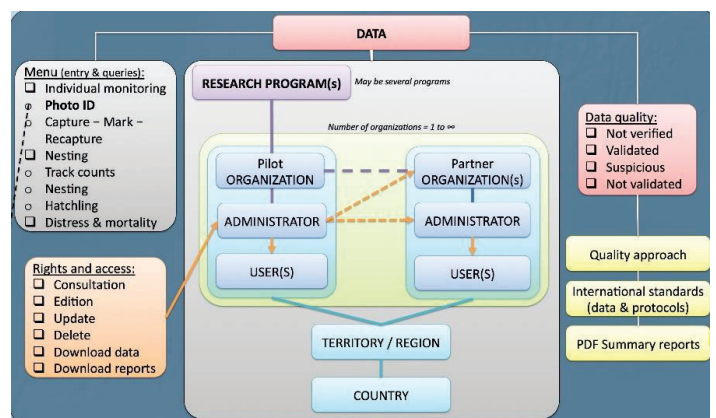 DATA
Menu (entry & queries):
Individual monitoring
Photo ID
Capture – Mark –
Recapture
Nesting
Track counts
Nesting
Hatchling
Distress & mortality
Rights and access:
Consultation
Edition
Update
Delete
Download data
Download reports
RESEARCH PROGRAM(s)
May be several programs
Number of organizations = 1 to ∞
Pilot
ORGANIZATION
Partner
ORGANIZATION(s)
ADMINISTRATOR
ADMINISTRATOR
USER(S)
USER(S)
TERRITORY / REGION
COUNTRY
Data quality:
Not verified
Validated
Suspicious
Not validated
Quality approach
International standards
(data & protocols)
PDF Summary reports